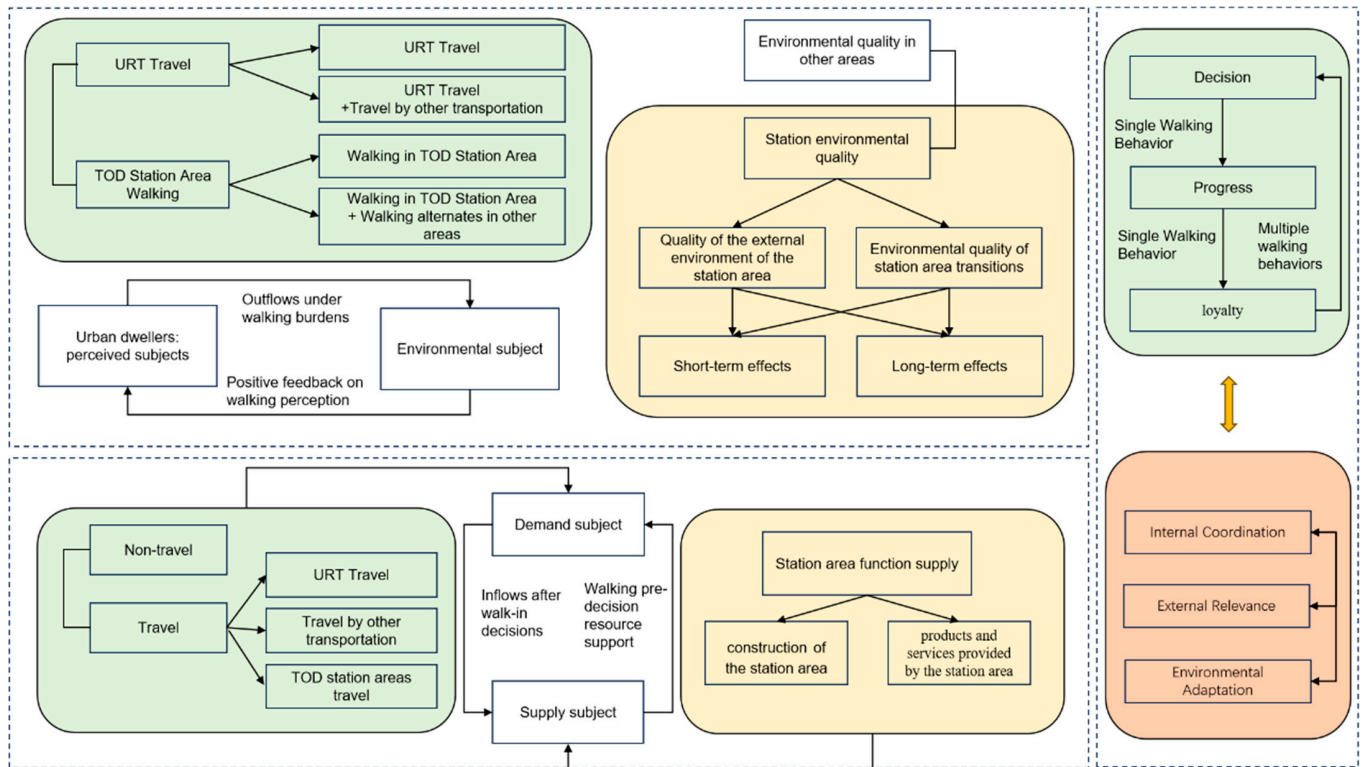 URT Travel
URT Travel
URT Travel
+Travel by other transportation
TOD Station Area
Walking
Walking in TOD Station Area
Walking in TOD Station Area
+ Walking alternates in other
areas
Urban dwellers:
perceived subjects
Outflows under
walking burdens
Positive feedback on
walking perception
Environmental subject
Environmental quality in
other areas
Station environmental
quality
Quality of the external
environment of the
station area
Environmental quality of
station area transitions
Short-term effects
Long-term effects
Non-travel
Travel
URT Travel
Travel by other
transportation
TOD station areas
travel
Demand subject
Inflows after
walk-in
decisions
Walking pre-
decision
resource
support
Supply subject
Station area function supply
construction of
the station area
products and
services provided
by the station area
Decision
Single Walking
Behavior
Progress
Single Walking
Behavior
Multiple
walking
behaviors
loyalty
Internal Coordination
External Relevance
Environmental
Adaptation